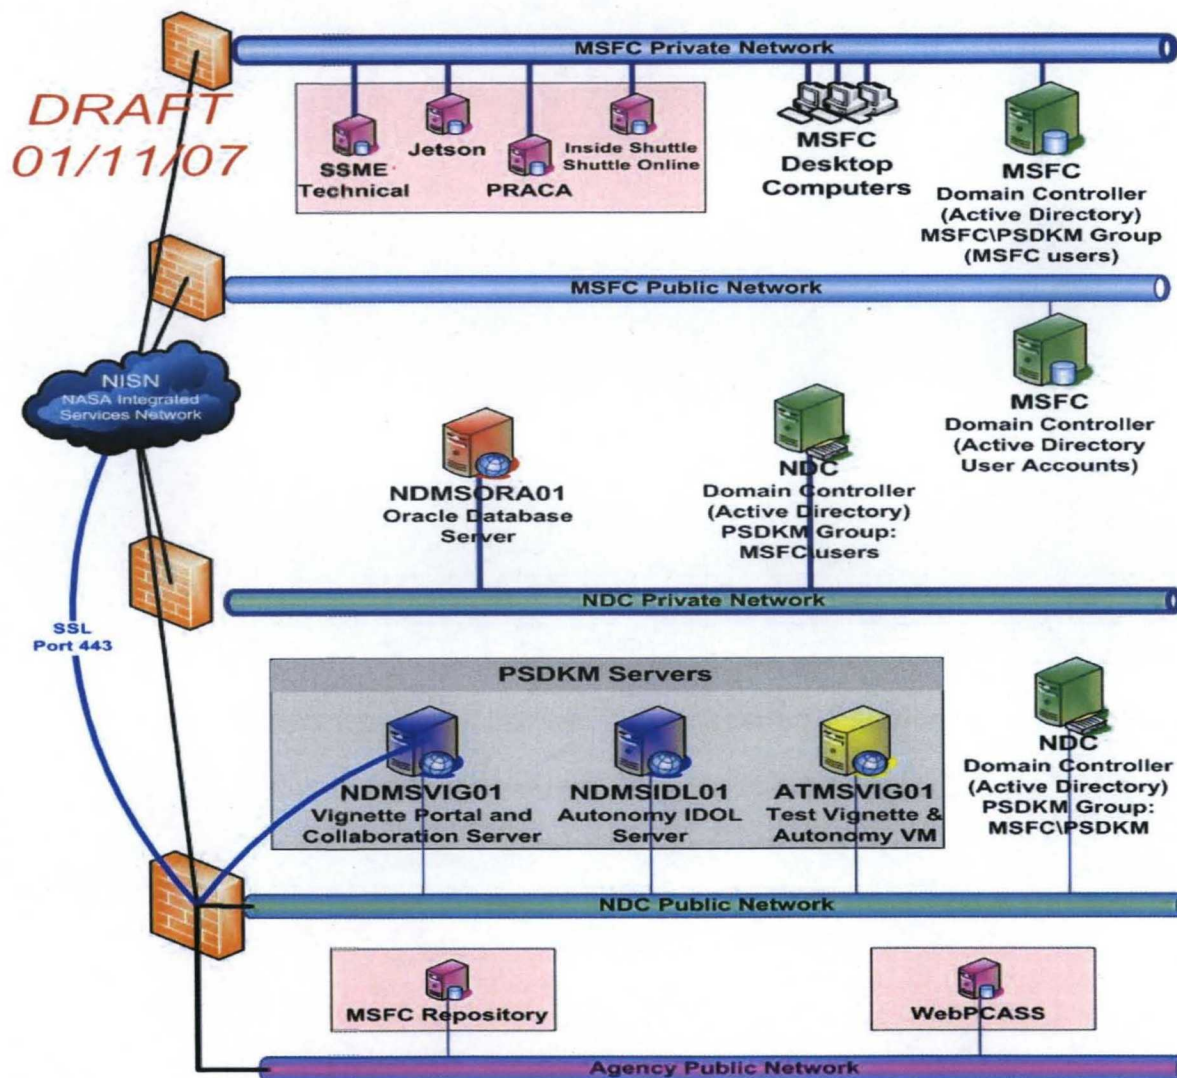 MSFC Private Network
DRAFT
01/11/07
SSME
Technical
Jetson
PRACA
Inside Shuttle
Shuttle Online
MSFC
Desktop
Computers
MSFC
Domain Controller
(Active Directory)
MSFC\PSDKM Group
(MSFC users)
MSFC Public Network
NISN
NASA Integrated
Services Network
MSFC
Domain Controller
(Active Directory
User Accounts)
NDMSORA01
Oracle Database
Server
NDC
Domain Controller
(Active Directory)
PSDKM Group:
MSFC\users
NDC Private Network
SSL
Port 443
PSDKM Servers
NDMSVIG01
Vignette Portal and
Collaboration Server
NDMSIDL01
Autonomy IDOL
Server
ATMSVIG01
Test Vignette &
Autonomy VM
NDC
Domain Controller
(Active Directory)
PSDKM Group:
MSFC\PSDKM
NDC Public Network
MSFC Repository
WebPCASS
Agency Public Network